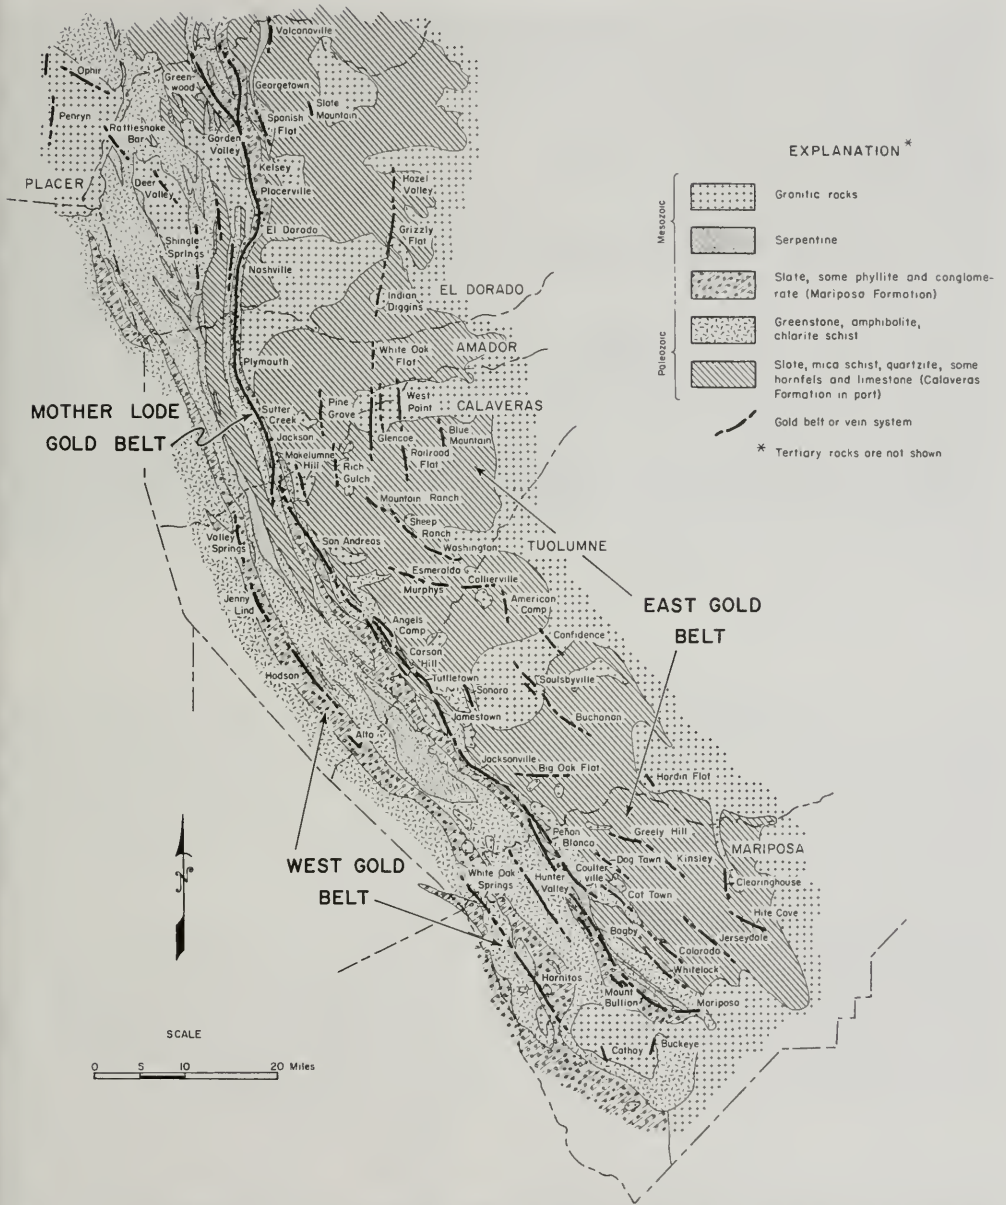 Volcanoville
Ophir
Green-
wood
Georgetown
Slate
Mountain
Penryn
Rattlesnake
Bar
Spanish
Flat
Garden
Valley
Kelsey
PLACER
Deer
Valley
Placerville
Hazel
Valley
Shingle
Springs
El Dorado
Grizzly
Flat
Nashville
Indian
Diggins
EL DORADO
White Oak
Flat
AMADOR
Plymouth
MOTHER LODE
GOLD BELT
Sutter
Creek
Pine
Grove
West
Point
CALAVERAS
Jackson
Glencoe
Blue
Mountain
Mokelumne
Hill
Rich
Gulch
Railroad
Flat
Mountain Ranch
Sheep
Ranch
Valley
Springs
San Andreas
Washington
TUOLUMNE
Esmeralda
Murphys
Collierville
Jenny
Lind
American
Camp
EAST GOLD
BELT
Angels
Camp
Confidence
Carson
Hill
Hodson
Tuttletown
Sonora
Soulsbyville
Jamestown
Buchanan
Alto
Jacksonville
Big Oak Flat
Hardin Flat
Penon
Blanco
Greely Hill
MARIPOSA
WEST GOLD
BELT
White Oak
Springs
Hunter
Valley
Coulter
ville
Dog Town
Kinsley
Cat Town
Clearinghouse
Hite Cove
Bagby
Jerseydale
Colorado
Whitlock
Hornitos
Mount
Bullion
Mariposa
Cathay
Buckeye
N
SCALE
0 5 10 20 Miles
EXPLANATION *
Mesozoic
Paleozoic
Granitic rocks
Serpentine
Slate, some phyllite and conglome-
rate (Mariposa Formation)
Greenstone, amphibolite,
chlorite schist
Slate, mica schist, quartzite, some
hornfels and limestone (Calaveras
Formation in part)
Gold belt or vein system
* Tertiary rocks are not shown